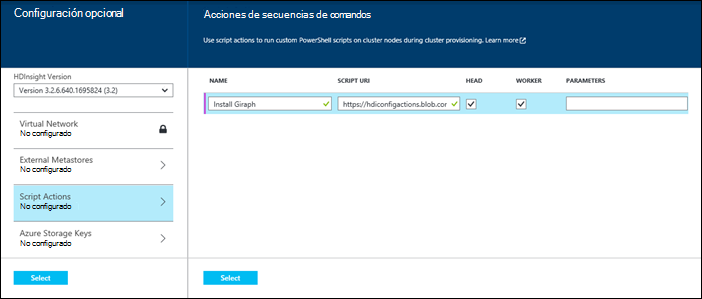 Configuración opcional
HDInsight Version
Version 3.2.6.640.1695824 (3.2)
Virtual Network
No configurado
External Metastores
No configurado
Script Actions
No configurado
Azure Storage Keys
No configurado
Select
Acciones de secuencias de comandos
Use script actions to run custom PowerShell scripts on cluster nodes during cluster provisioning. Learn more
NAME SCRIPT URI HEAD WORKER PARAMETERS
Install Giraph https://hdiconfigactions.blob.cor
Select